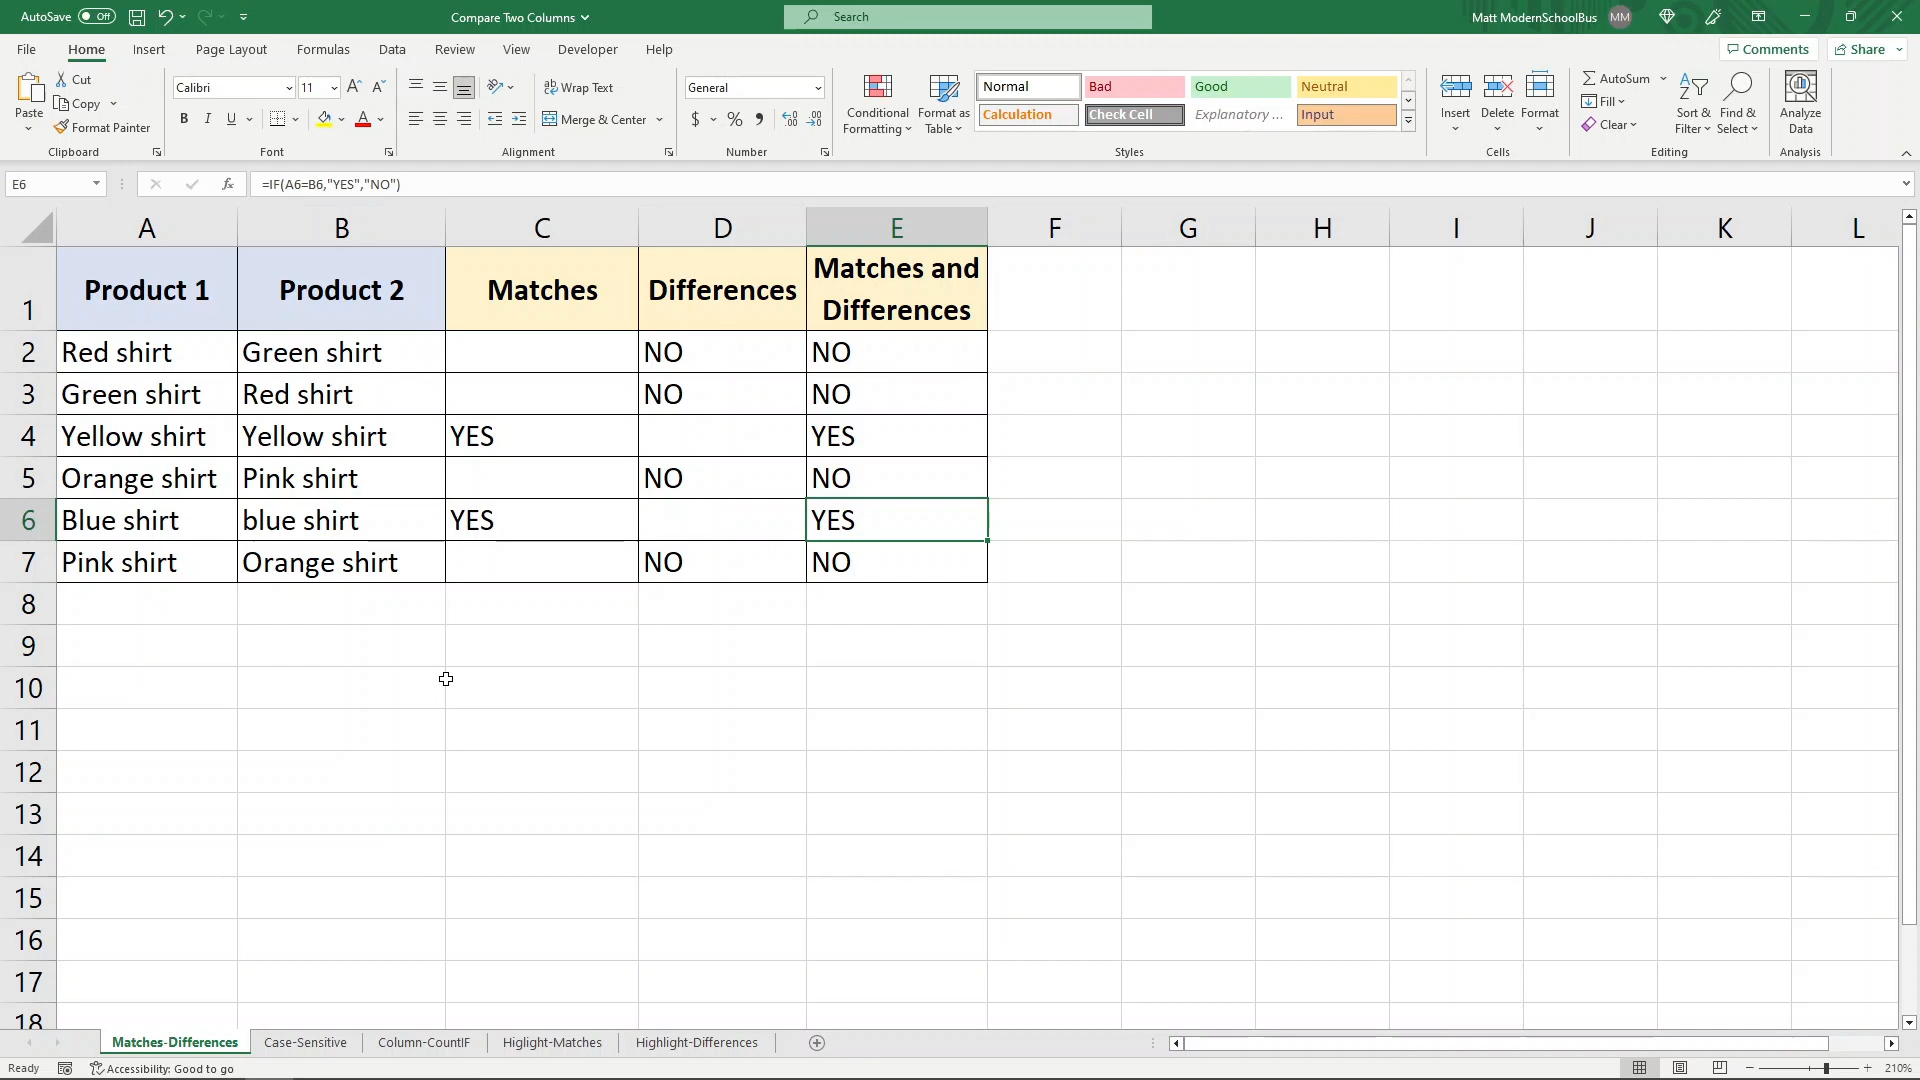 AutoSave Off Compare Two Columns Search Matt ModernSchoolBus MM
File Home Insert Page Layout Formulas Data Review View Developer Help Comments Share
Paste Cut Copy Format Painter Clipboard
Calibri 11 A A B I U A Font
Wrap Text Merge & Center Alignment
General $ % 9 Number
Conditional Formatting Format as Table
Normal Bad Good Neutral
Calculation Check Cell Explanatory ... Input
Styles
Insert Delete Format Cells
AutoSum Fill Clear Sort & Filter Find & Select Editing
Analyze Data Analysis
E6 fx =IF(A6=B6,"YES","NO")
A B C D E F G H I J K L
1 Product 1 Product 2 Matches Differences Matches and Differences
2 Red shirt Green shirt NO NO
3 Green shirt Red shirt NO NO
4 Yellow shirt Yellow shirt YES YES
5 Orange shirt Pink shirt NO NO
6 Blue shirt blue shirt YES YES
7 Pink shirt Orange shirt NO NO
8
9
10
11
12
13
14
15
16
17
18
Matches-Differences Case-Sensitive Column-CountIF Higlight-Matches Highlight-Differences
Ready Accessibility: Good to go 210%